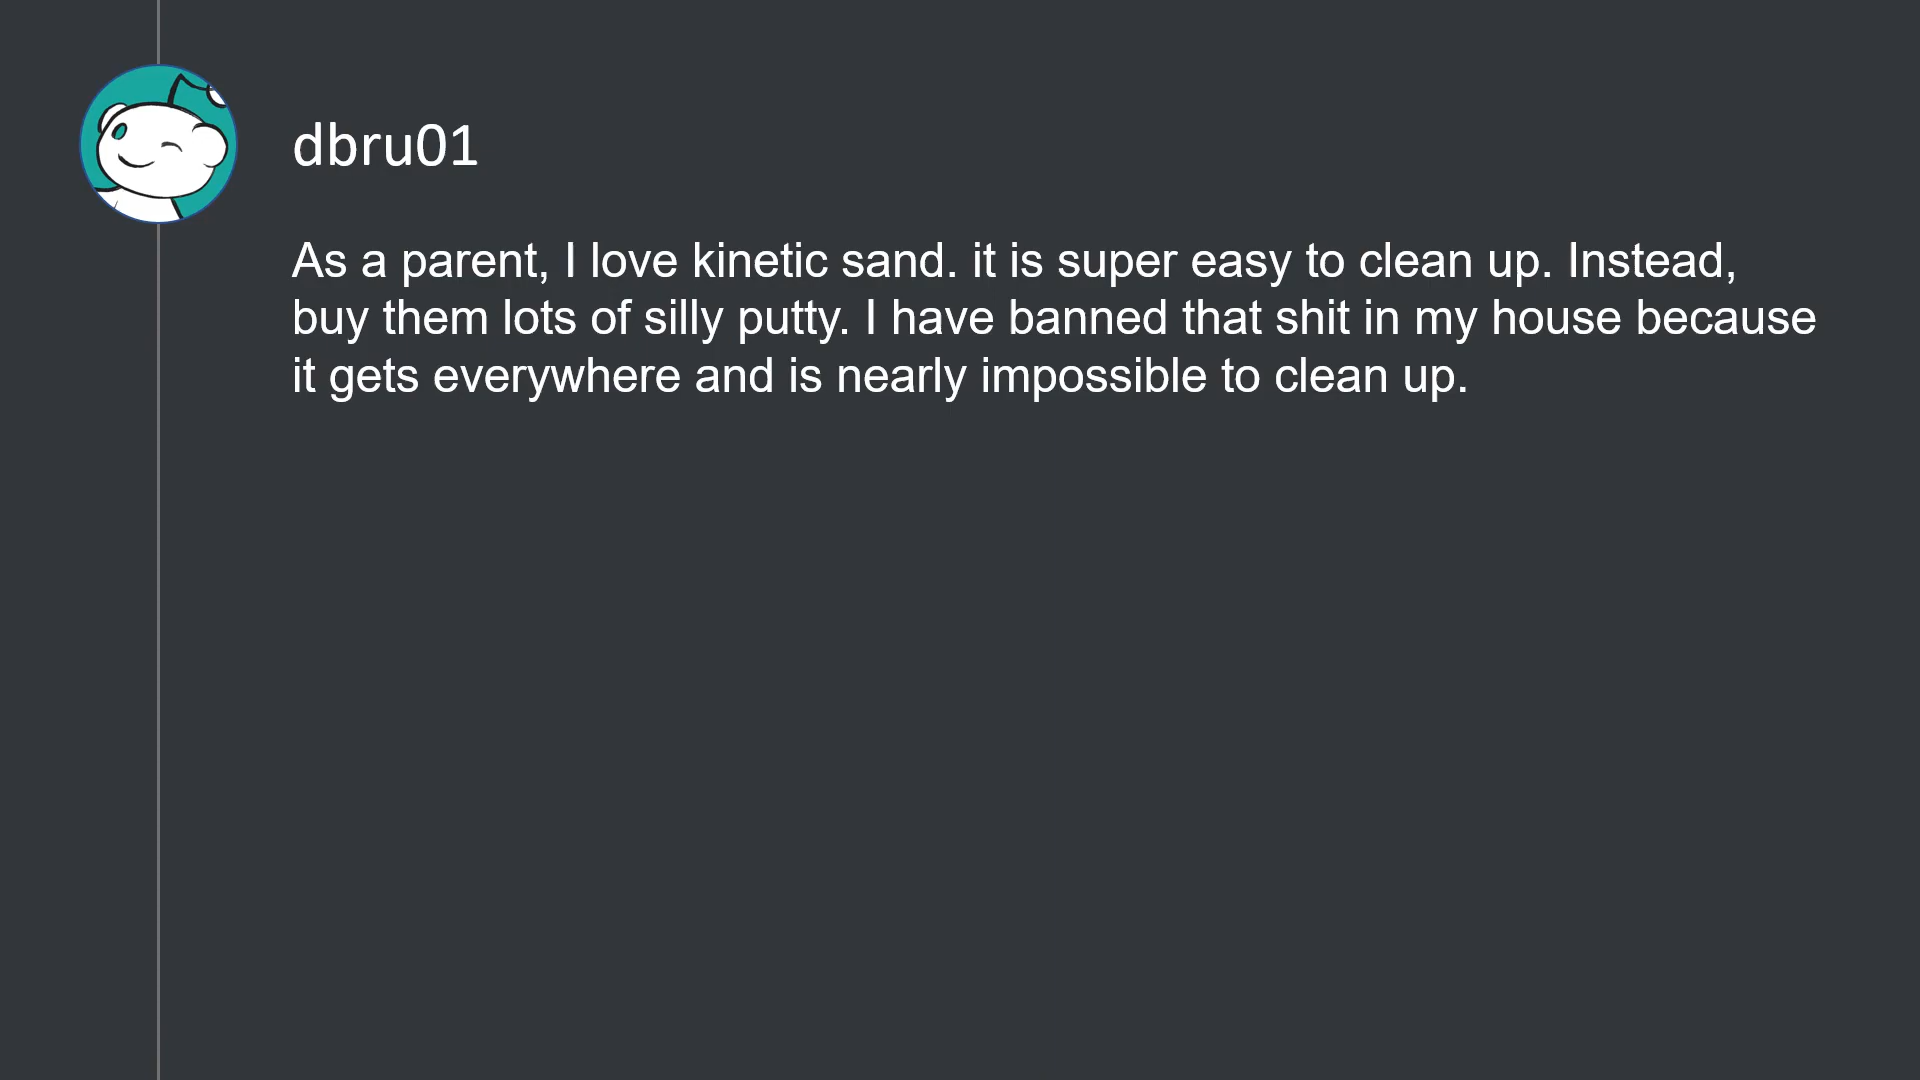 dbru01
As a parent, I love kinetic sand. it is super easy to clean up. Instead,
buy them lots of silly putty. I have banned that shit in my house because
it gets everywhere and is nearly impossible to clean up.